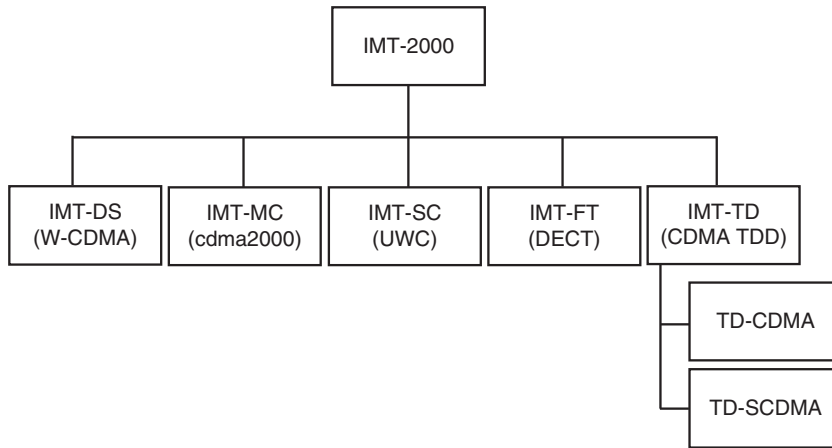 IMT-2000
IMT-DS
(W-CDMA)
IMT-MC
(cdma2000)
IMT-SC
(UWC)
IMT-FT
(DECT)
IMT-TD
(CDMA TDD)
TD-CDMA
TD-SCDMA